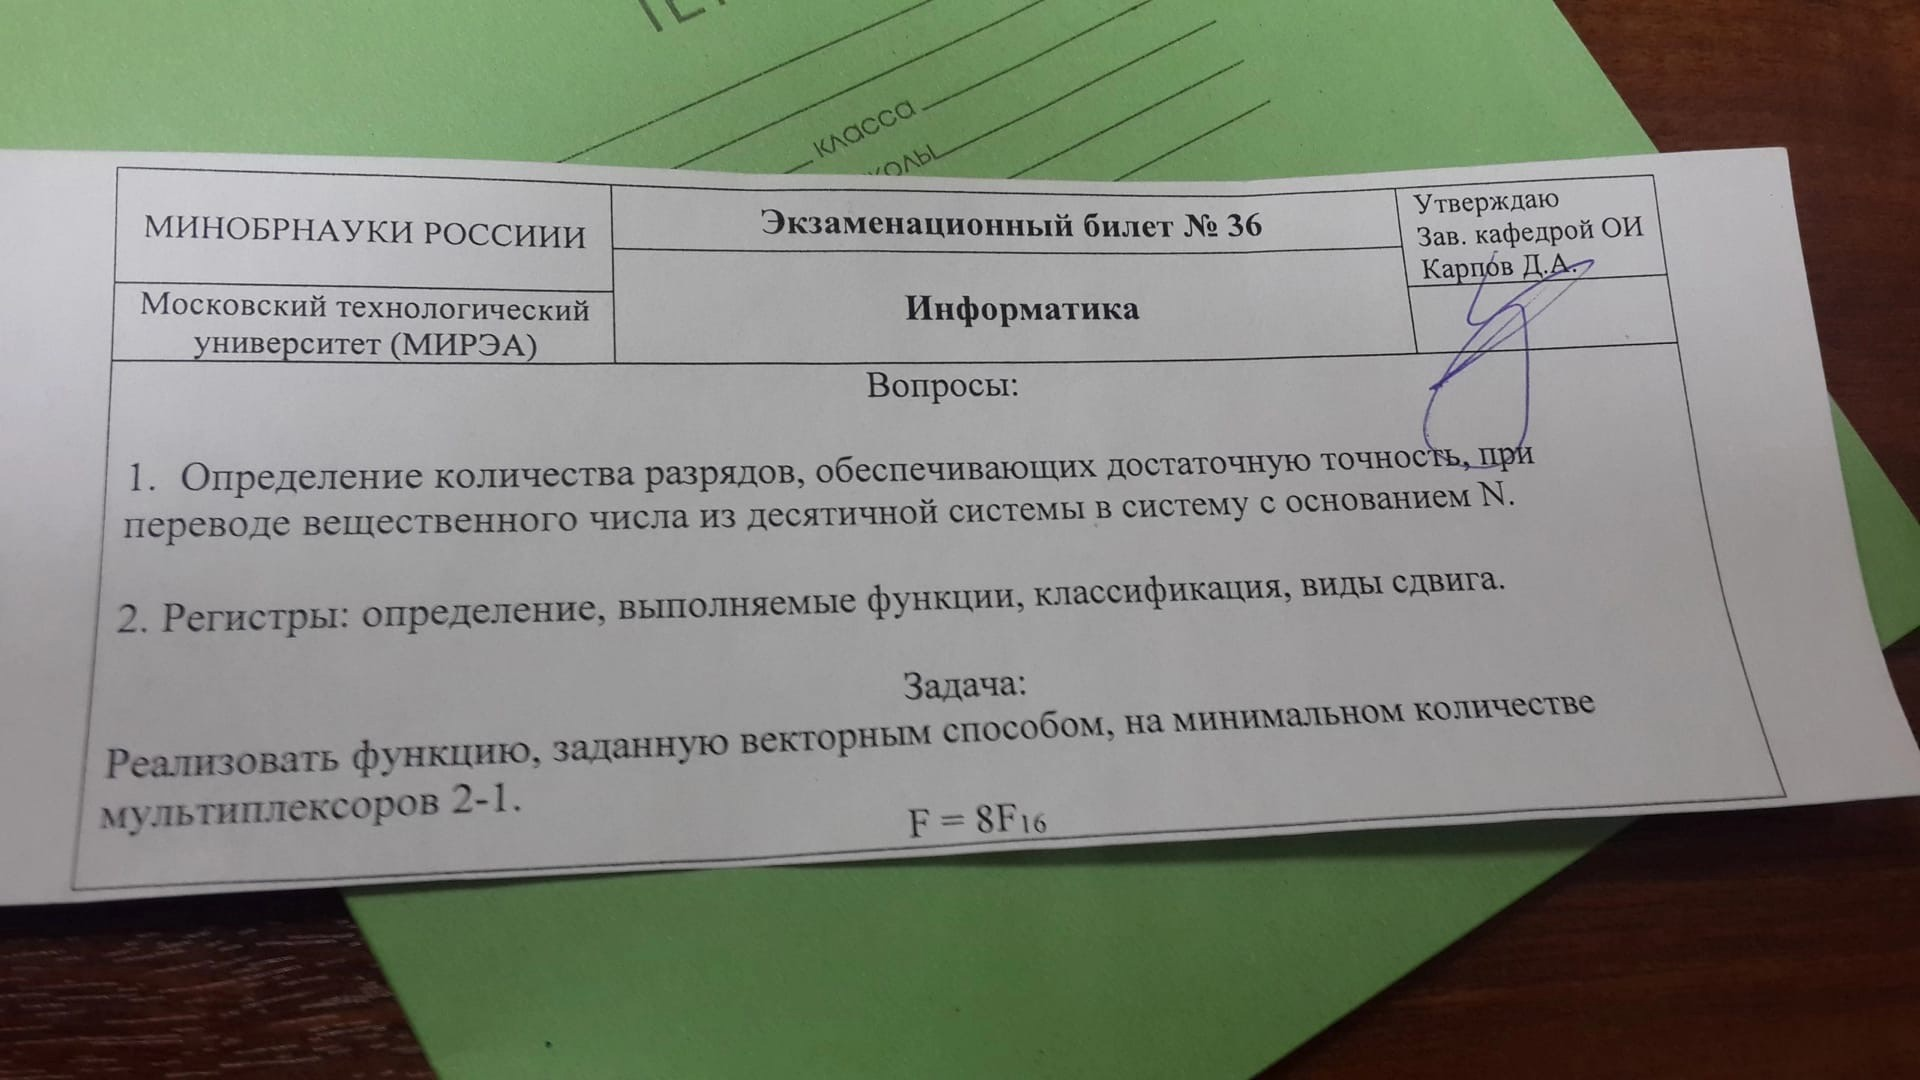 класса
МИНОБРНАУКИ РОССИИИ
Экзаменационный билет № 36
Утверждаю
Зав. кафедрой ОИ
Карпов Д.А.
Московский технологический
университет (МИРЭА)
Информатика
Вопросы:
1. Определение количества разрядов, обеспечивающих достаточную точность, при
переводе вещественного числа из десятичной системы в систему с основанием N.
2. Регистры: определение, выполняемые функции, классификация, виды сдвига.
Задача:
Реализовать функцию, заданную векторным способом, на минимальном количестве
мультиплексоров 2-1.
F = 8F₁₆